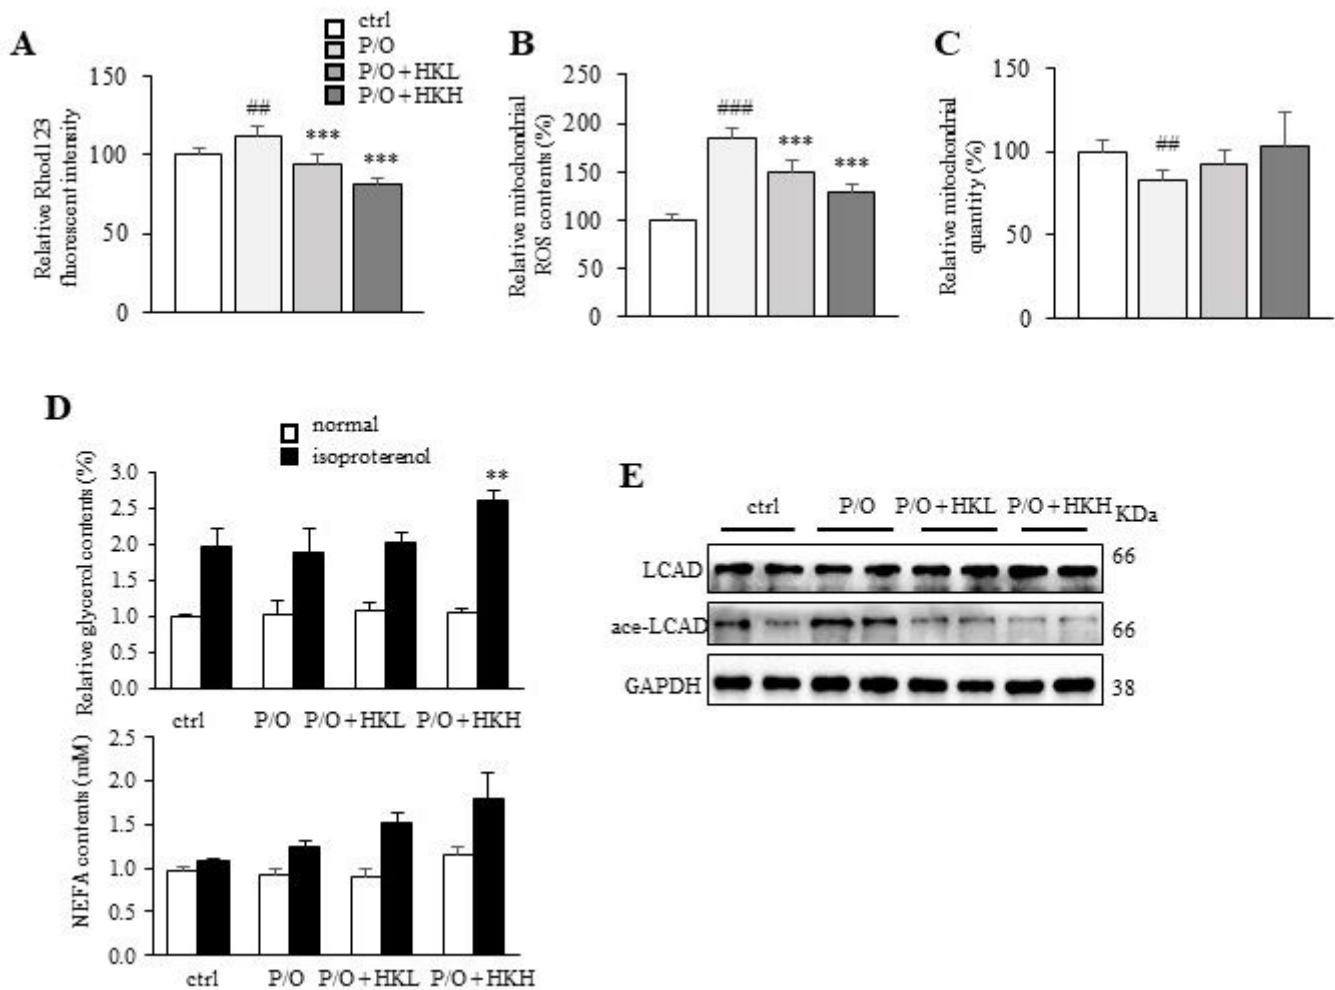 A
ctrl
P/O
P/O+HKL
P/O+HKH
Relative Rhod123
fluorescent intensity
150
100
50
0
##
***
***
B
Relative mitochondrial
ROS contents (%)
250
200
150
100
50
0
###
***
***
C
Relative mitochondrial
quantity (%)
150
100
50
0
##
D
normal
isoproterenol
Relative glycerol contents (%)
3.0
2.5
2.0
1.5
1.0
0.5
0.0
**
ctrl P/O P/O+HKL P/O+HKH
NEFA contents (mM)
2.5
2.0
1.5
1.0
0.5
0.0
ctrl P/O P/O+HKL P/O+HKH
E
ctrl P/O P/O+HKL P/O+HKH KDa
LCAD 66
ace-LCAD 66
GAPDH 38